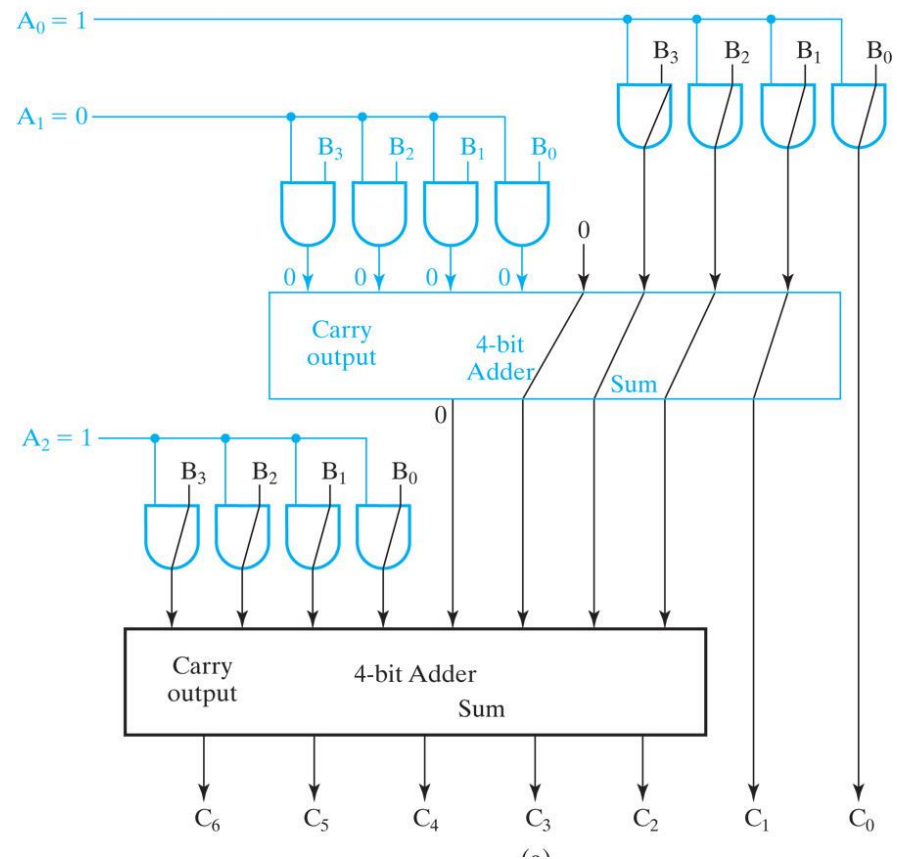 A₀ = 1
B₃ B₂ B₁ B₀
A₁ = 0
B₃ B₂ B₁ B₀
0
0 0 0 0
Carry
output
4-bit
Adder
Sum
0
A₂ = 1
B₃ B₂ B₁ B₀
Carry
output
4-bit Adder
Sum
C₆ C₅ C₄ C₃ C₂ C₁ C₀